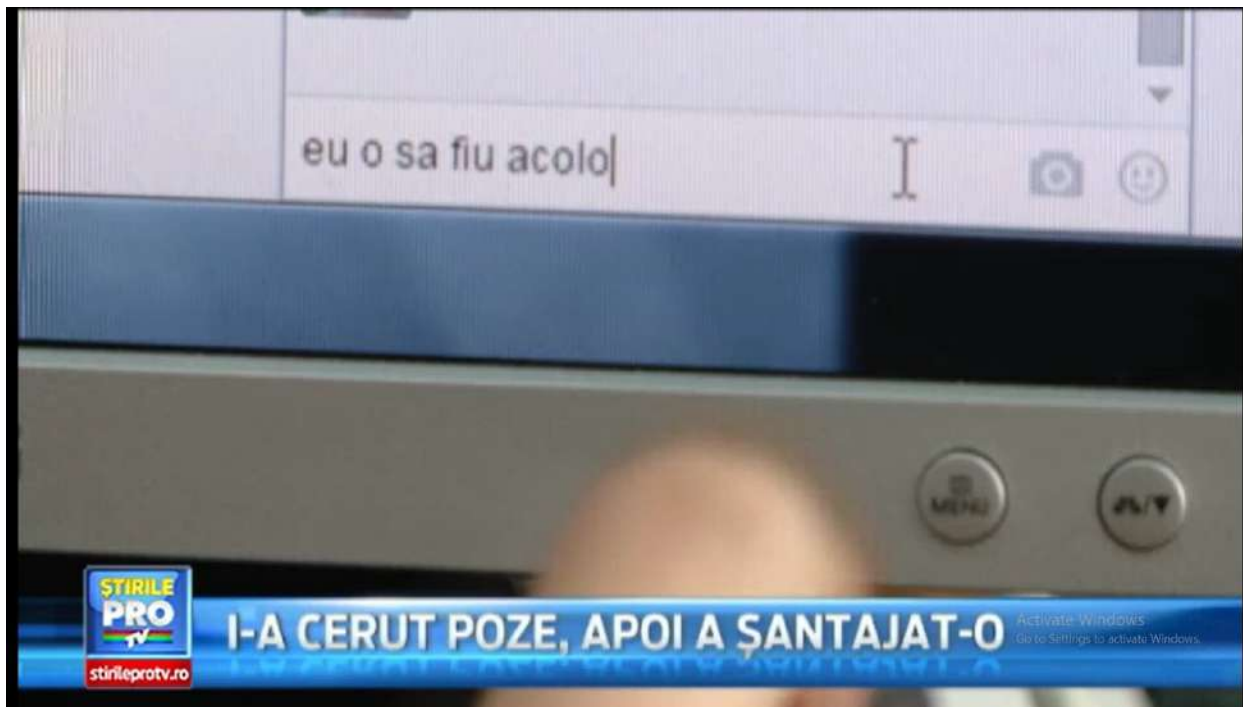 eu o sa fiu acolo
MENU
ȘTIRILE
PRO
TV
stirileprotv.ro
I-A CERUT POZE, APOI A ȘANTAJAT-O
Activate Windows
Go to Settings to activate Windows.